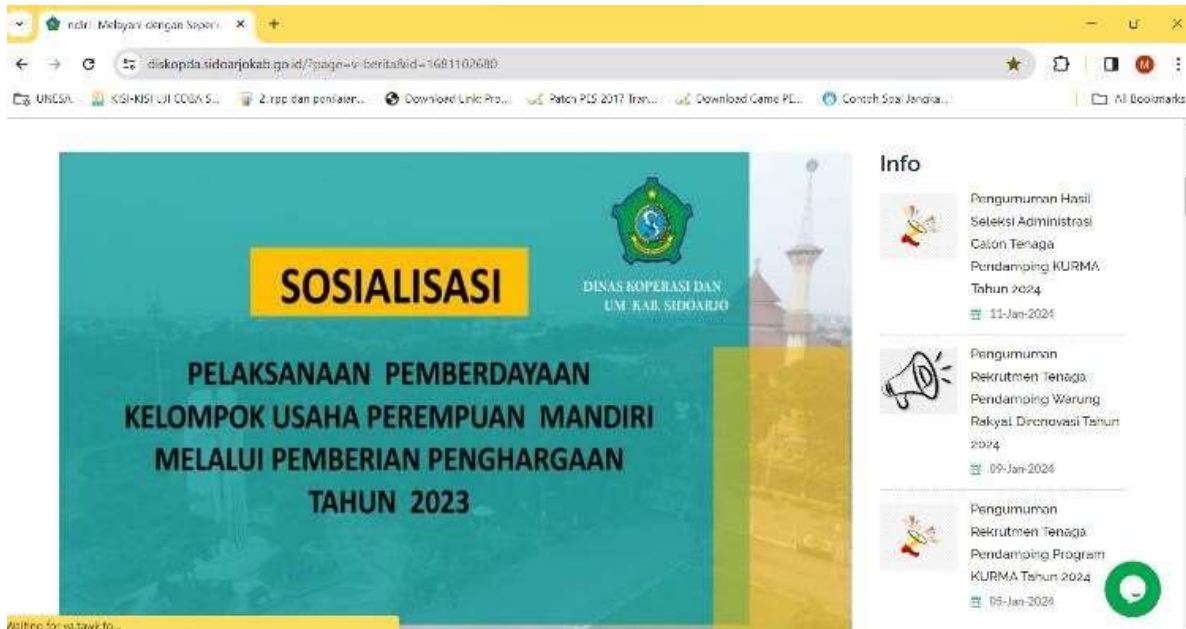 Melayani dengan
diskopda.sidoarjokab.go.id/?page=v-berita&id=1681102680
UNESA
KISI-KISI UJI COBA S...
2. rpp dan penilaian...
Download Link: Pro...
Patch PES 2017 Tran...
Download Game PE...
Contoh Soal Jangka...
All Bookmarks
SOSIALISASI
DINAS KOPERASI DAN
UM KAB. SIDOARJO
PELAKSANAAN PEMBERDAYAAN
KELOMPOK USAHA PEREMPUAN MANDIRI
MELALUI PEMBERIAN PENGHARGAAN
TAHUN 2023
Info
Pengumuman Hasil
Seleksi Administrasi
Calon Tenaga
Pendamping KURMA
Tahun 2024
11-Jan-2024
Pengumuman
Rekrutmen Tenaga
Pendamping Warung
Rakyat Direnovasi Tahun
2024
09-Jan-2024
Pengumuman
Rekrutmen Tenaga
Pendamping Program
KURMA Tahun 2024
05-Jan-2024
Waiting for va.tawk.to...